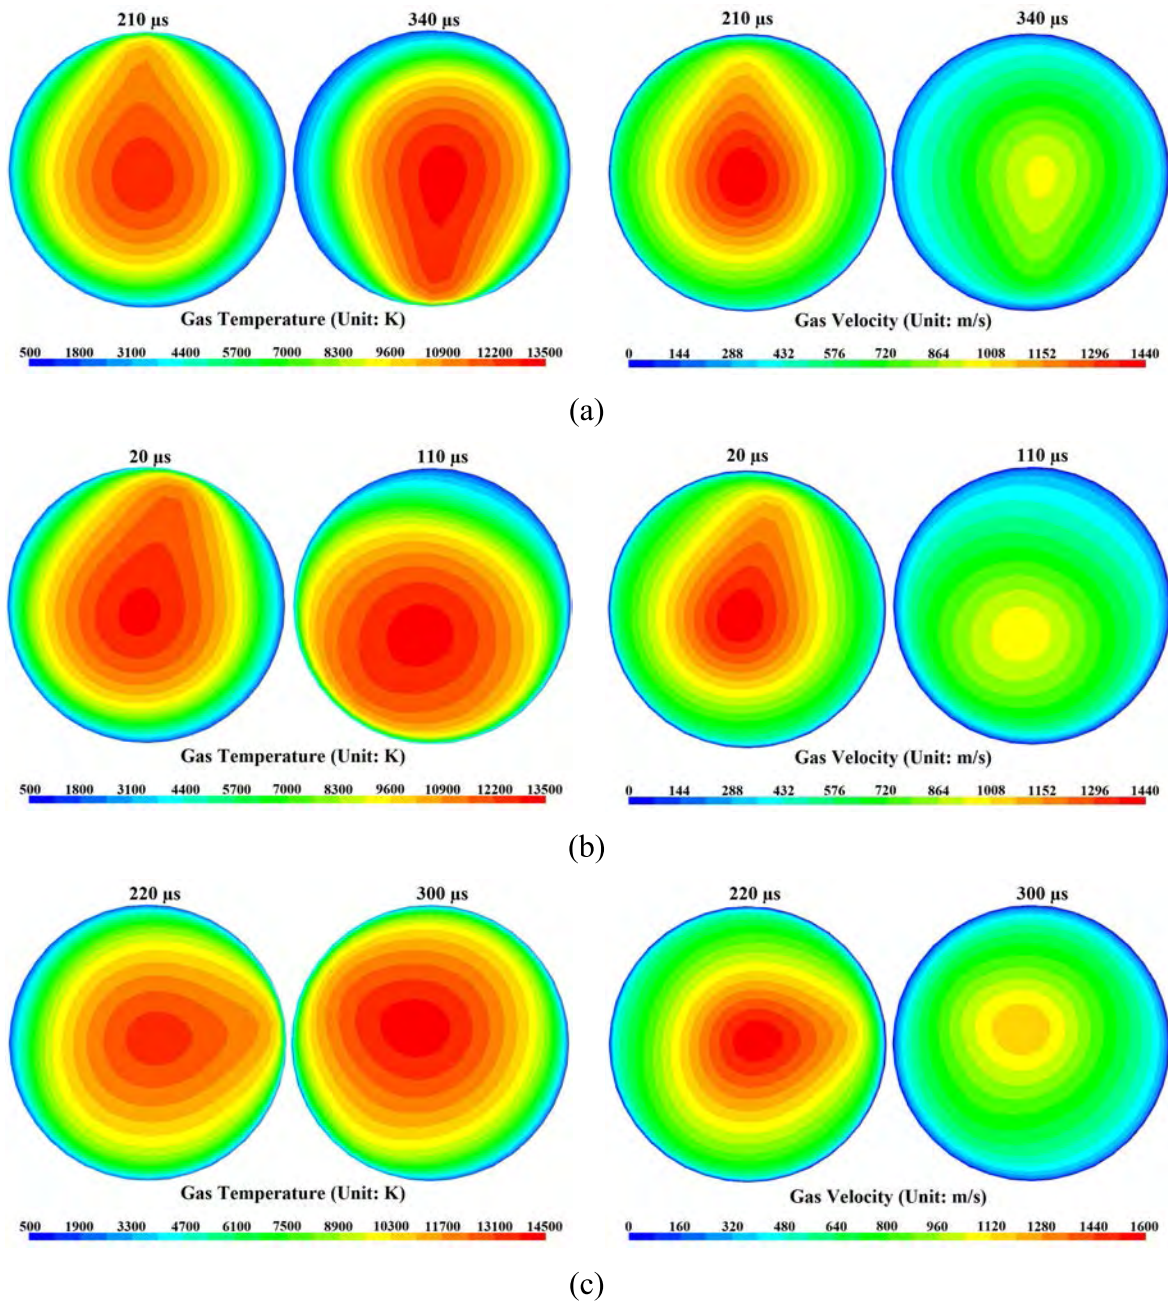 210 µs 340 µs 210 µs 340 µs
Gas Temperature (Unit: K) Gas Velocity (Unit: m/s)
500 1800 3100 4400 5700 7000 8300 9600 10900 12200 13500 0 144 288 432 576 720 864 1008 1152 1296 1440
(a)
20 µs 110 µs 20 µs 110 µs
Gas Temperature (Unit: K) Gas Velocity (Unit: m/s)
500 1800 3100 4400 5700 7000 8300 9600 10900 12200 13500 0 144 288 432 576 720 864 1008 1152 1296 1440
(b)
220 µs 300 µs 220 µs 300 µs
Gas Temperature (Unit: K) Gas Velocity (Unit: m/s)
500 1900 3300 4700 6100 7500 8900 10300 11700 13100 14500 0 160 320 480 640 800 960 1120 1280 1440 1600
(c)